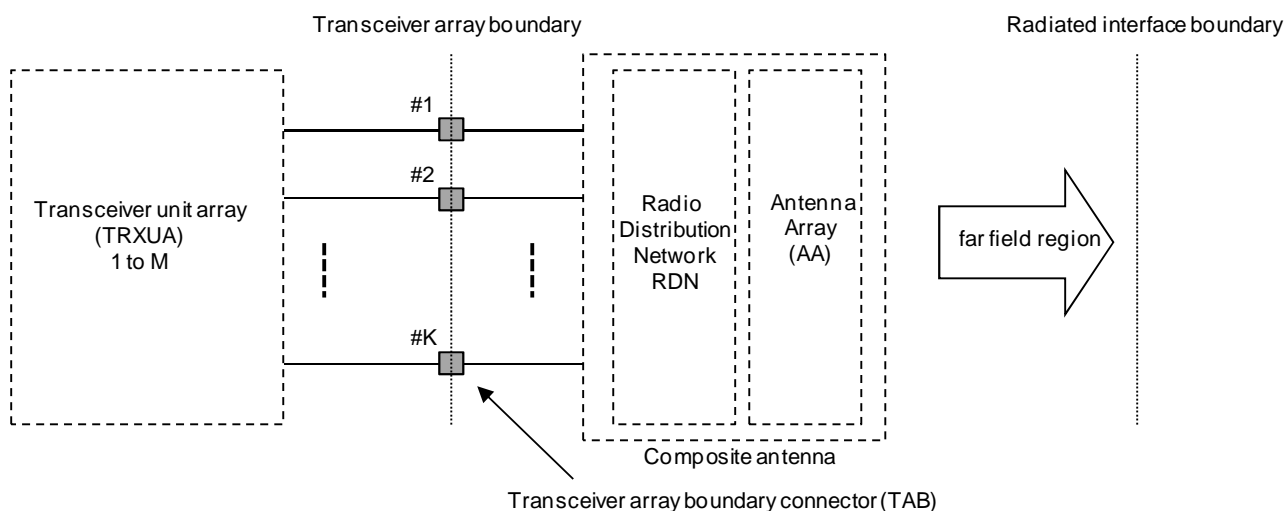 Transceiver array boundary
Radiated interface boundary
#1
#2
#K
Transceiver unit array
(TRXUA)
1 to M
Radio
Distribution
Network
RDN
Antenna
Array
(AA)
far field region
Composite antenna
Transceiver array boundary connector (TAB)